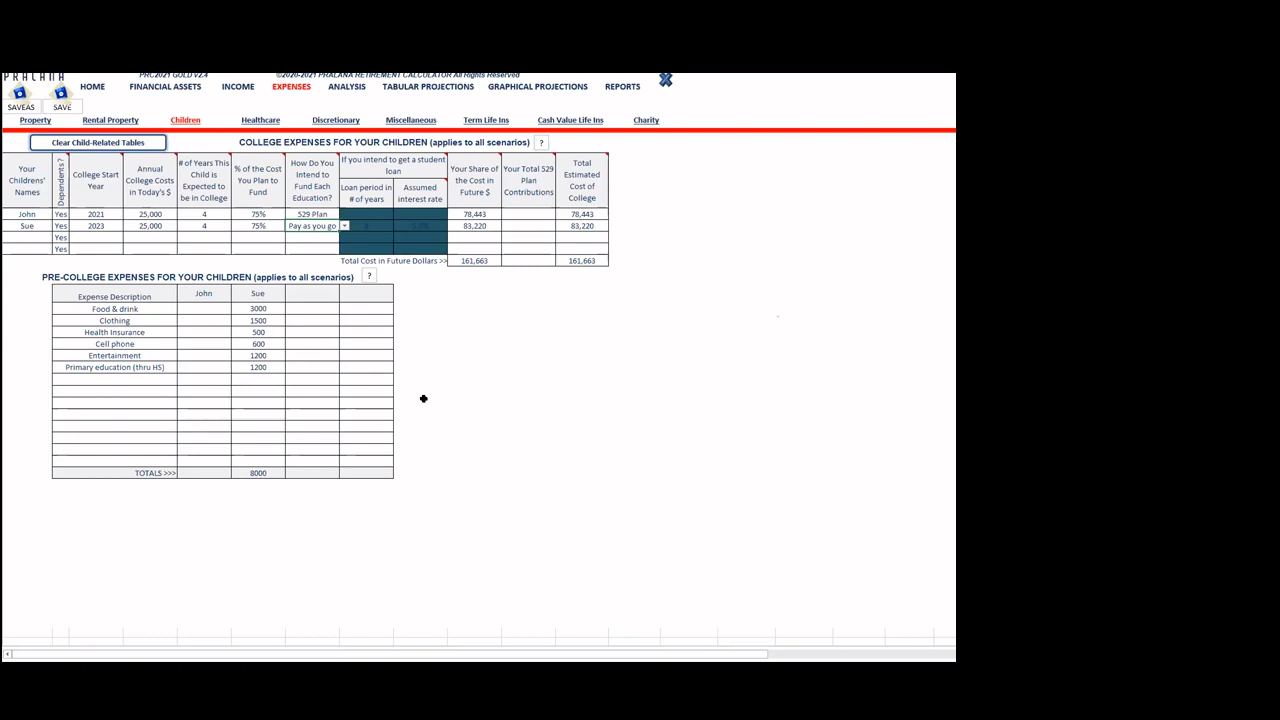 PRALANA
PRC2021 GOLD v2.4 ©2020-2021 PRALANA RETIREMENT CALCULATOR All Rights Reserved
HOME FINANCIAL ASSETS INCOME EXPENSES ANALYSIS TABULAR PROJECTIONS GRAPHICAL PROJECTIONS REPORTS
SAVEAS SAVE
Property Rental Property Children Healthcare Discretionary Miscellaneous Term Life Ins Cash Value Life Ins Charity
Clear Child-Related Tables COLLEGE EXPENSES FOR YOUR CHILDREN (applies to all scenarios) ?
Your Childrens' Names Dependents? College Start Year Annual College Costs in Today's $ # of Years This Child is Expected to be in College % of the Cost You Plan to Fund How Do You Intend to Fund Each Education? If you intend to get a student loan Loan period in # of years Assumed interest rate Your Share of the Cost in Future $ Your Total 529 Plan Contributions Total Estimated Cost of College
John Yes 2021 25,000 4 75% 529 Plan 78,443 78,443
Sue Yes 2023 25,000 4 75% Pay as you go 83,220 83,220
Yes
Yes
Total Cost in Future Dollars >> 161,663 161,663
PRE-COLLEGE EXPENSES FOR YOUR CHILDREN (applies to all scenarios) ?
Expense Description John Sue
Food & drink 3000
Clothing 1500
Health Insurance 500
Cell phone 600
Entertainment 1200
Primary education (thru HS) 1200
TOTALS >>> 8000